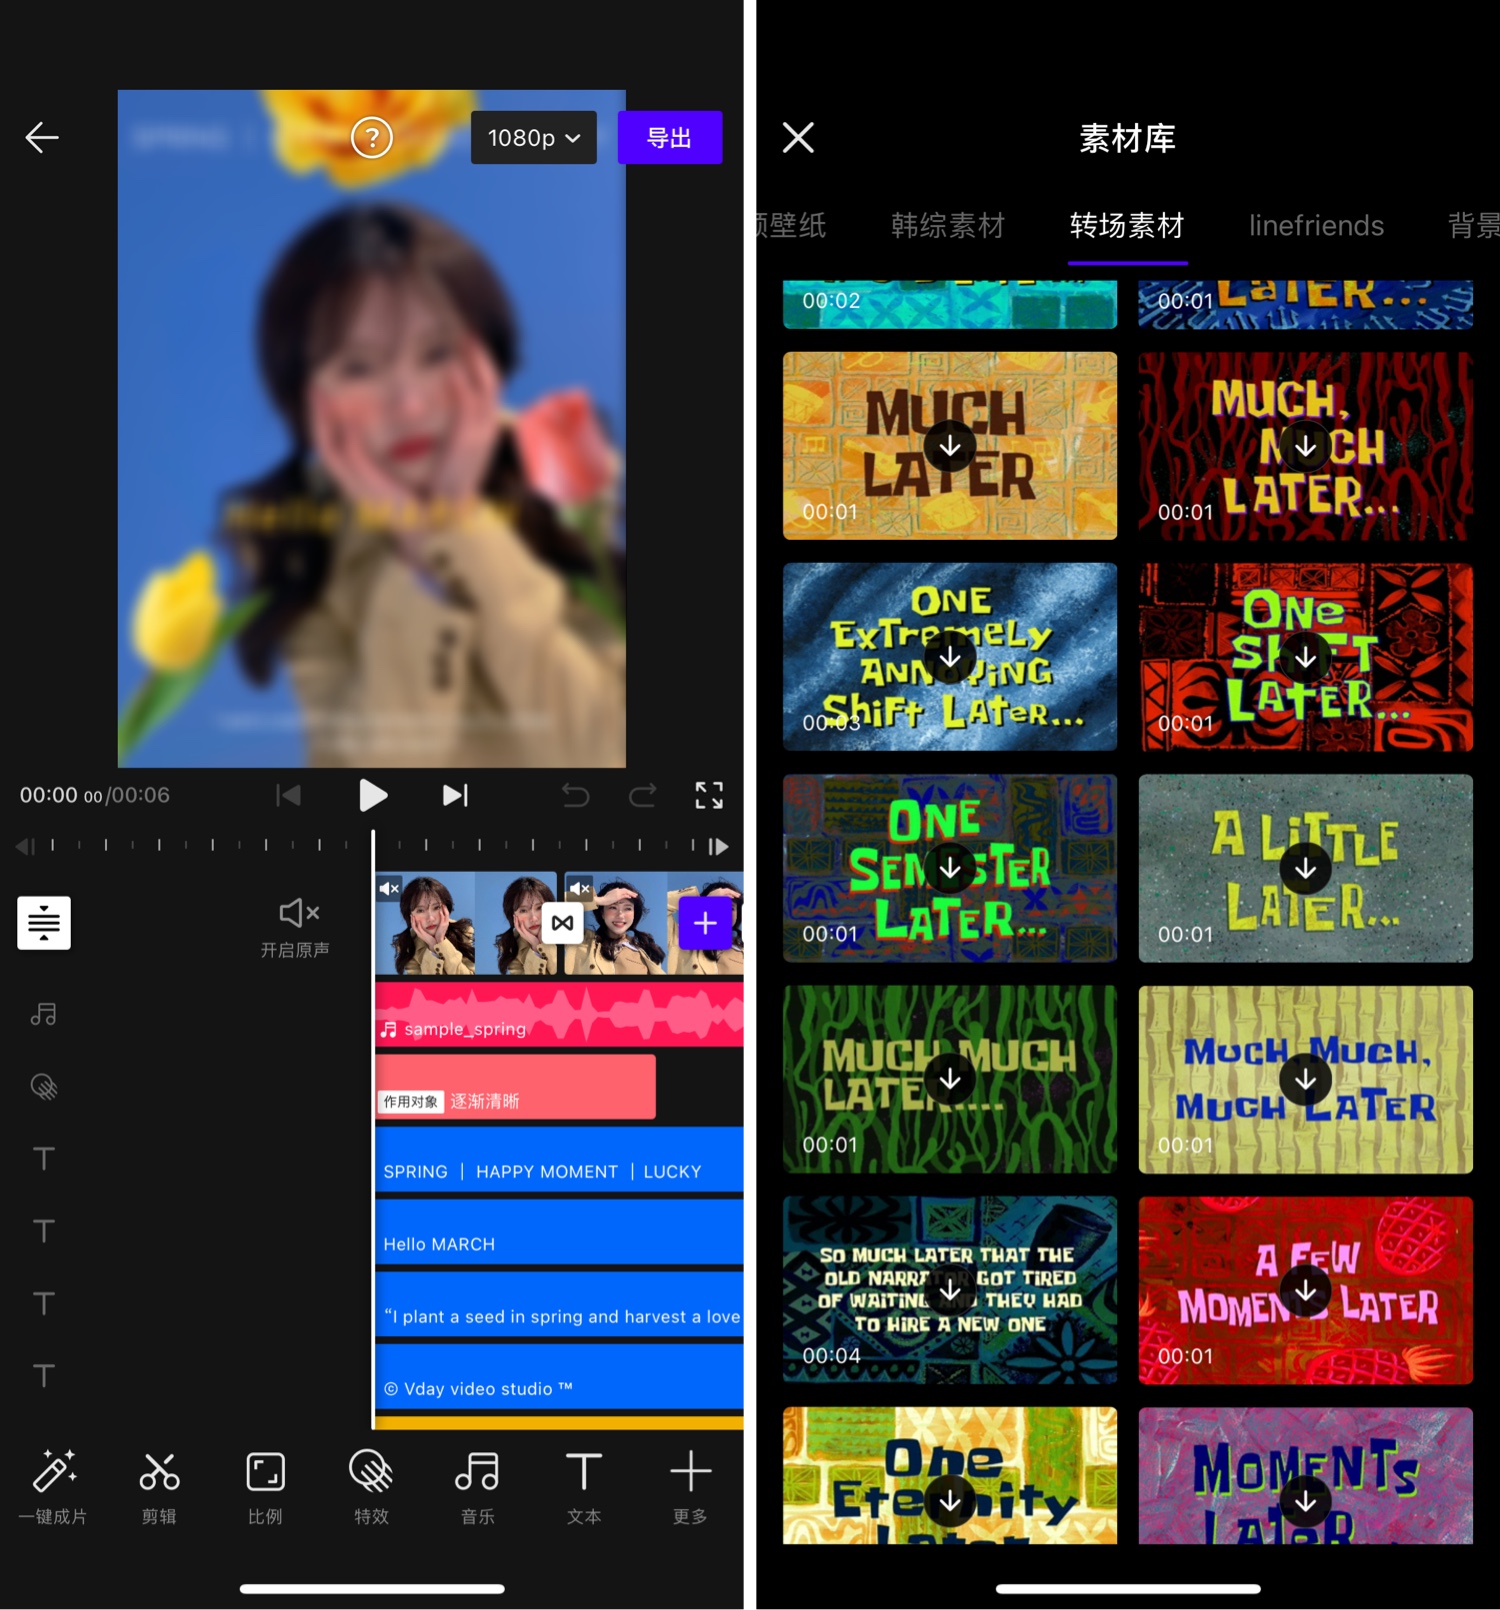 SPRING
?
1080p
导出
00:00 00/00:06
开启原声
sample_spring
作用对象 逐渐清晰
SPRING | HAPPY MOMENT | LUCKY
Hello MARCH
“I plant a seed in spring and harvest a love
© Vday video studio ™
一键成片
剪辑
比例
特效
音乐
文本
更多
素材库
频壁纸
韩综素材
转场素材
linefriends
背景
00:02
LATER...
00:01
MUCH
LATER
00:01
MUCH,
MUCH
LATER...
00:01
ONE
EXTREMELY
ANNOYING
SHIFT LATER...
00:03
ONE
SHIFT
LATER...
00:01
ONE
SEMESTER
LATER...
00:01
A LITTLE
LATER...
00:01
MUCH MUCH
LATER....
00:01
MUCH MUCH,
MUCH LATER
00:01
SO MUCH LATER THAT THE
OLD NARRATOR GOT TIRED
OF WAITING AND THEY HAD
TO HIRE A NEW ONE
00:04
A FEW
MOMENTS LATER
00:01
One
Eternity
Later
MOMENTS
LATER